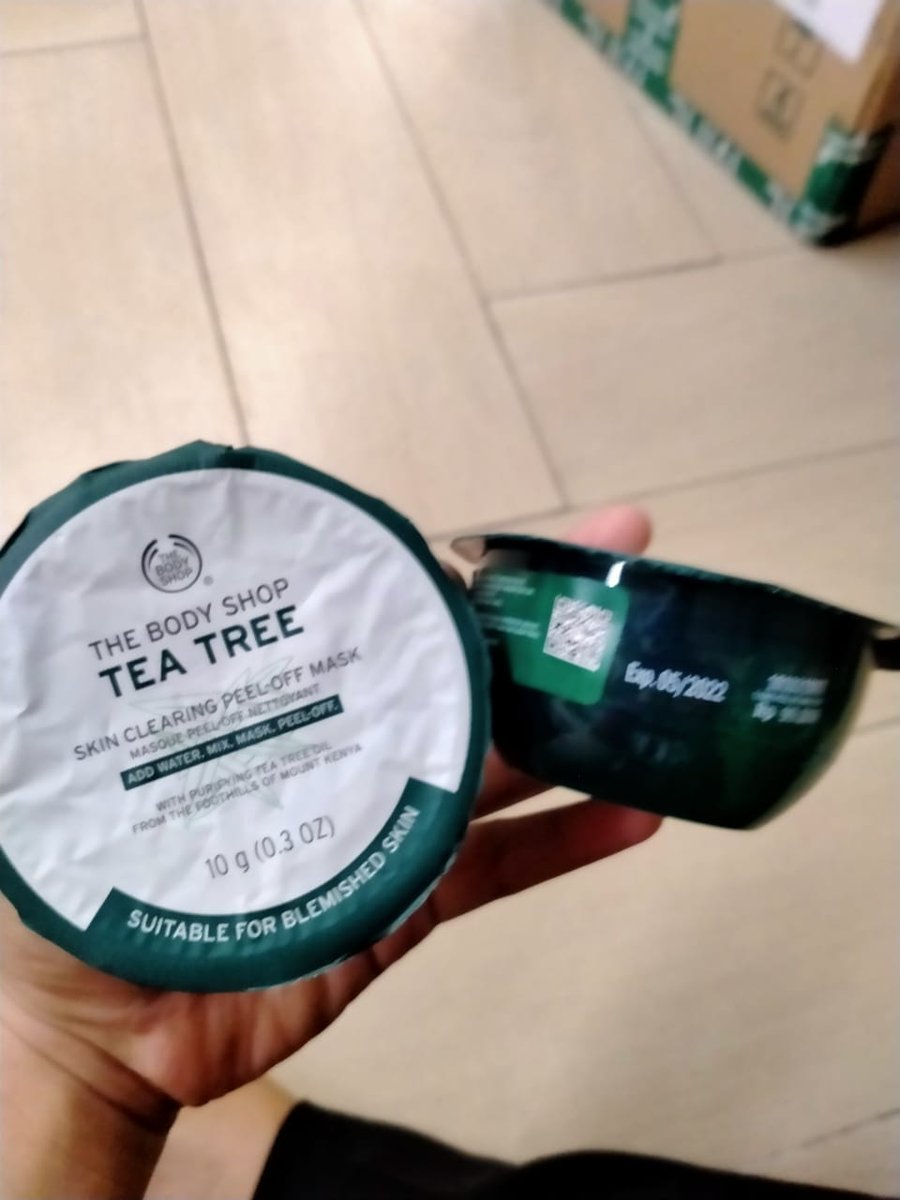 THE
BODY
SHOP
®
THE BODY SHOP
TEA TREE
SKIN CLEARING PEEL-OFF MASK
MASQUE PEEL-OFF NETTOYANT
ADD WATER. MIX. MASK. PEEL-OFF.
WITH PURIFYING TEA TREE OIL
FROM THE FOOTHILLS OF MOUNT KENYA
10 g (0.3 OZ)
SUITABLE FOR BLEMISHED SKIN
Exp.05/2022
Rp